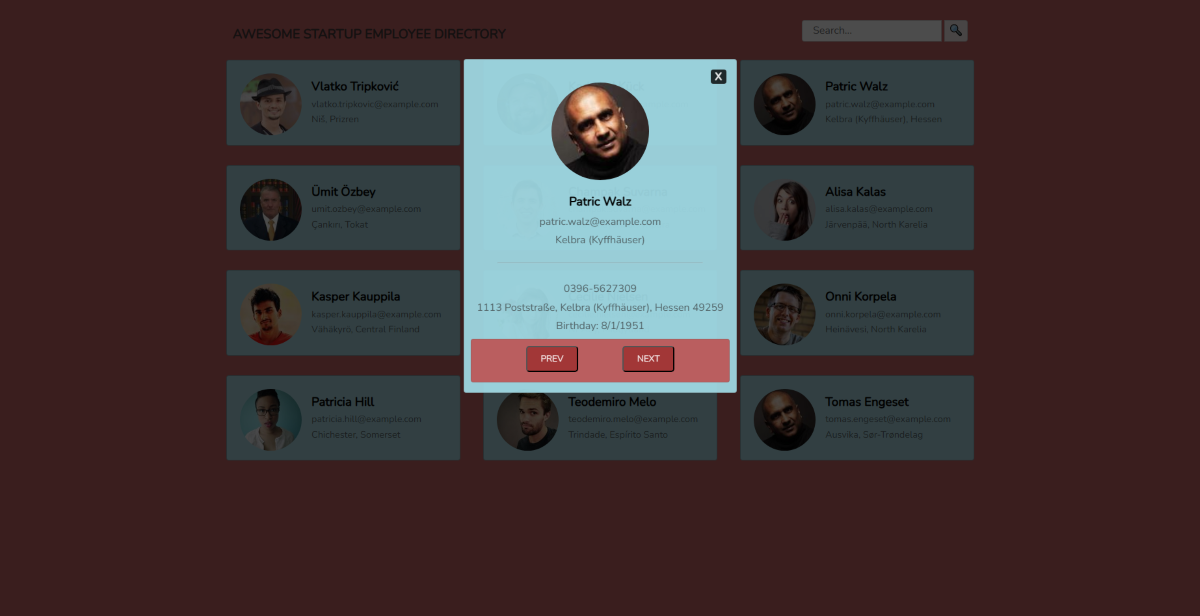 AWESOME STARTUP EMPLOYEE DIRECTORY
Search...
Vlatko Tripković
vlatko.tripkovic@example.com
Niš, Pomoravlje
Patric Walz
patric.walz@example.com
Kelbra (Kyffhäuser), Hessen
X
Patric Walz
patric.walz@example.com
Kelbra (Kyffhäuser)
0396-5627309
1113 Poststraße, Kelbra (Kyffhäuser), Hessen 49259
Birthday: 8/1/1951
PREV
NEXT
Ümit Özbey
umit.ozbey@example.com
Çankırı, Tokat
Alisa Kalas
alisa.kalas@example.com
Järvenpää, North Karelia
Kasper Kauppila
kasper.kauppila@example.com
Vähäkyrö, Central Finland
Onni Korpela
onni.korpela@example.com
Heinävesi, North Karelia
Patricia Hill
patricia.hill@example.com
Chichester, Somerset
Teodemiro Melo
teodemiro.melo@example.com
Trindade, Espírito Santo
Tomas Engeset
tomas.engeset@example.com
Ausvika, Sør-Trøndelag